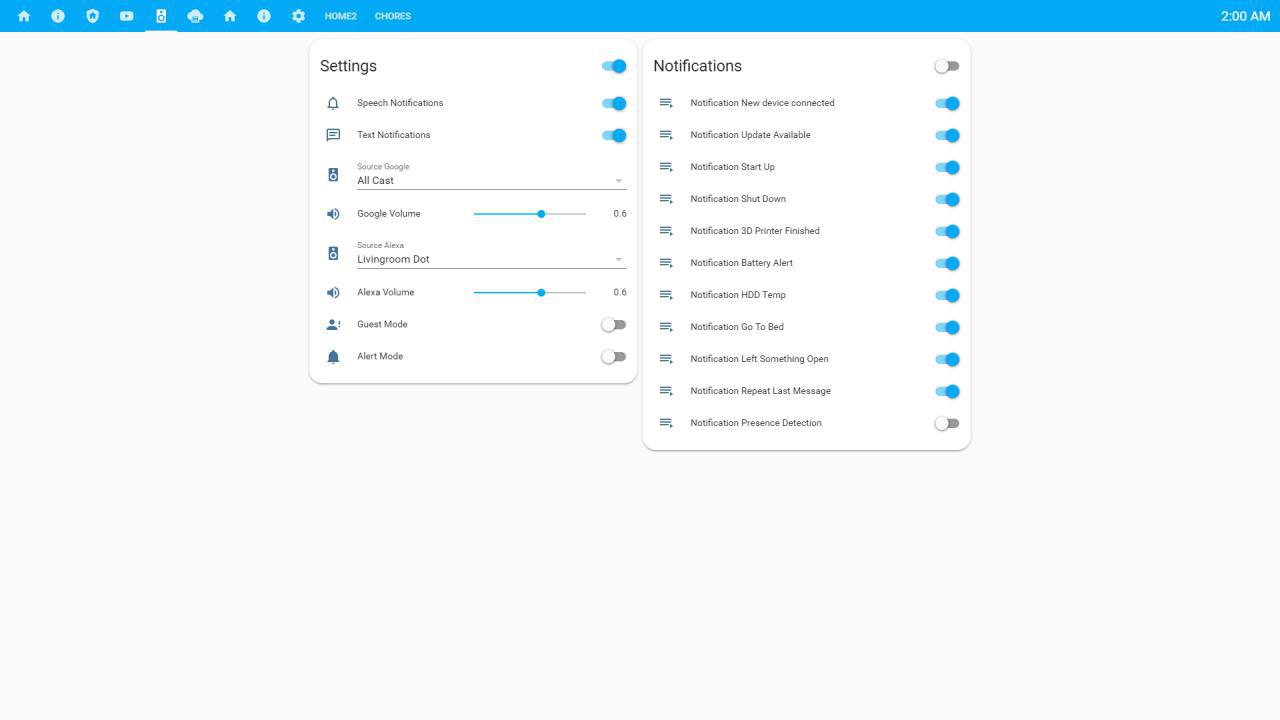 HOME2
CHORES
2:00 AM
Settings
Speech Notifications
Text Notifications
Source Google
All Cast
Google Volume
0.6
Source Alexa
Livingroom Dot
Alexa Volume
0.6
Guest Mode
Alert Mode
Notifications
Notification New device connected
Notification Update Available
Notification Start Up
Notification Shut Down
Notification 3D Printer Finished
Notification Battery Alert
Notification HDD Temp
Notification Go To Bed
Notification Left Something Open
Notification Repeat Last Message
Notification Presence Detection